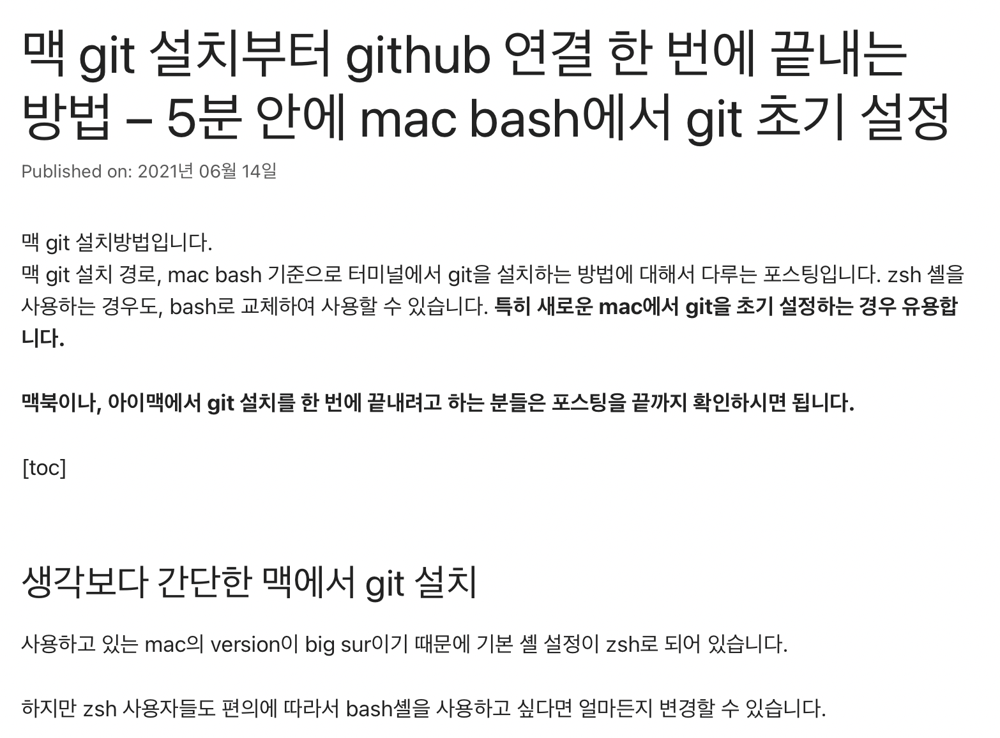 맥 git 설치부터 github 연결 한 번에 끝내는
방법 – 5분 안에 mac bash에서 git 초기 설정
Published on: 2021년 06월 14일
맥 git 설치방법입니다.
맥 git 설치 경로, mac bash 기준으로 터미널에서 git을 설치하는 방법에 대해서 다루는 포스팅입니다. zsh 셸을
사용하는 경우도, bash로 교체하여 사용할 수 있습니다. 특히 새로운 mac에서 git을 초기 설정하는 경우 유용합
니다.
맥북이나, 아이맥에서 git 설치를 한 번에 끝내려고 하는 분들은 포스팅을 끝까지 확인하시면 됩니다.
[toc]
생각보다 간단한 맥에서 git 설치
사용하고 있는 mac의 version이 big sur이기 때문에 기본 셸 설정이 zsh로 되어 있습니다.
하지만 zsh 사용자들도 편의에 따라서 bash셸을 사용하고 싶다면 얼마든지 변경할 수 있습니다.